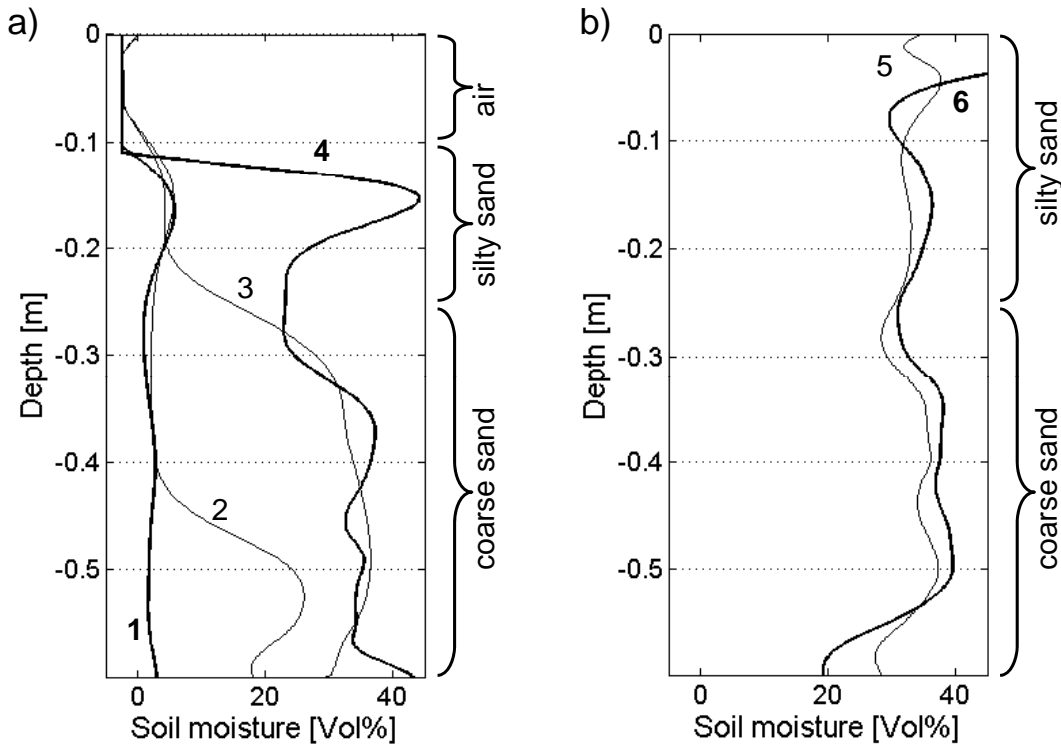 a)
0
-0.1
-0.2
-0.3
-0.4
-0.5
Depth [m]
0
20
40
Soil moisture [Vol%]
1
2
3
4
air
silty sand
coarse sand
b)
0
-0.1
-0.2
-0.3
-0.4
-0.5
Depth [m]
0
20
40
Soil moisture [Vol%]
5
6
silty sand
coarse sand